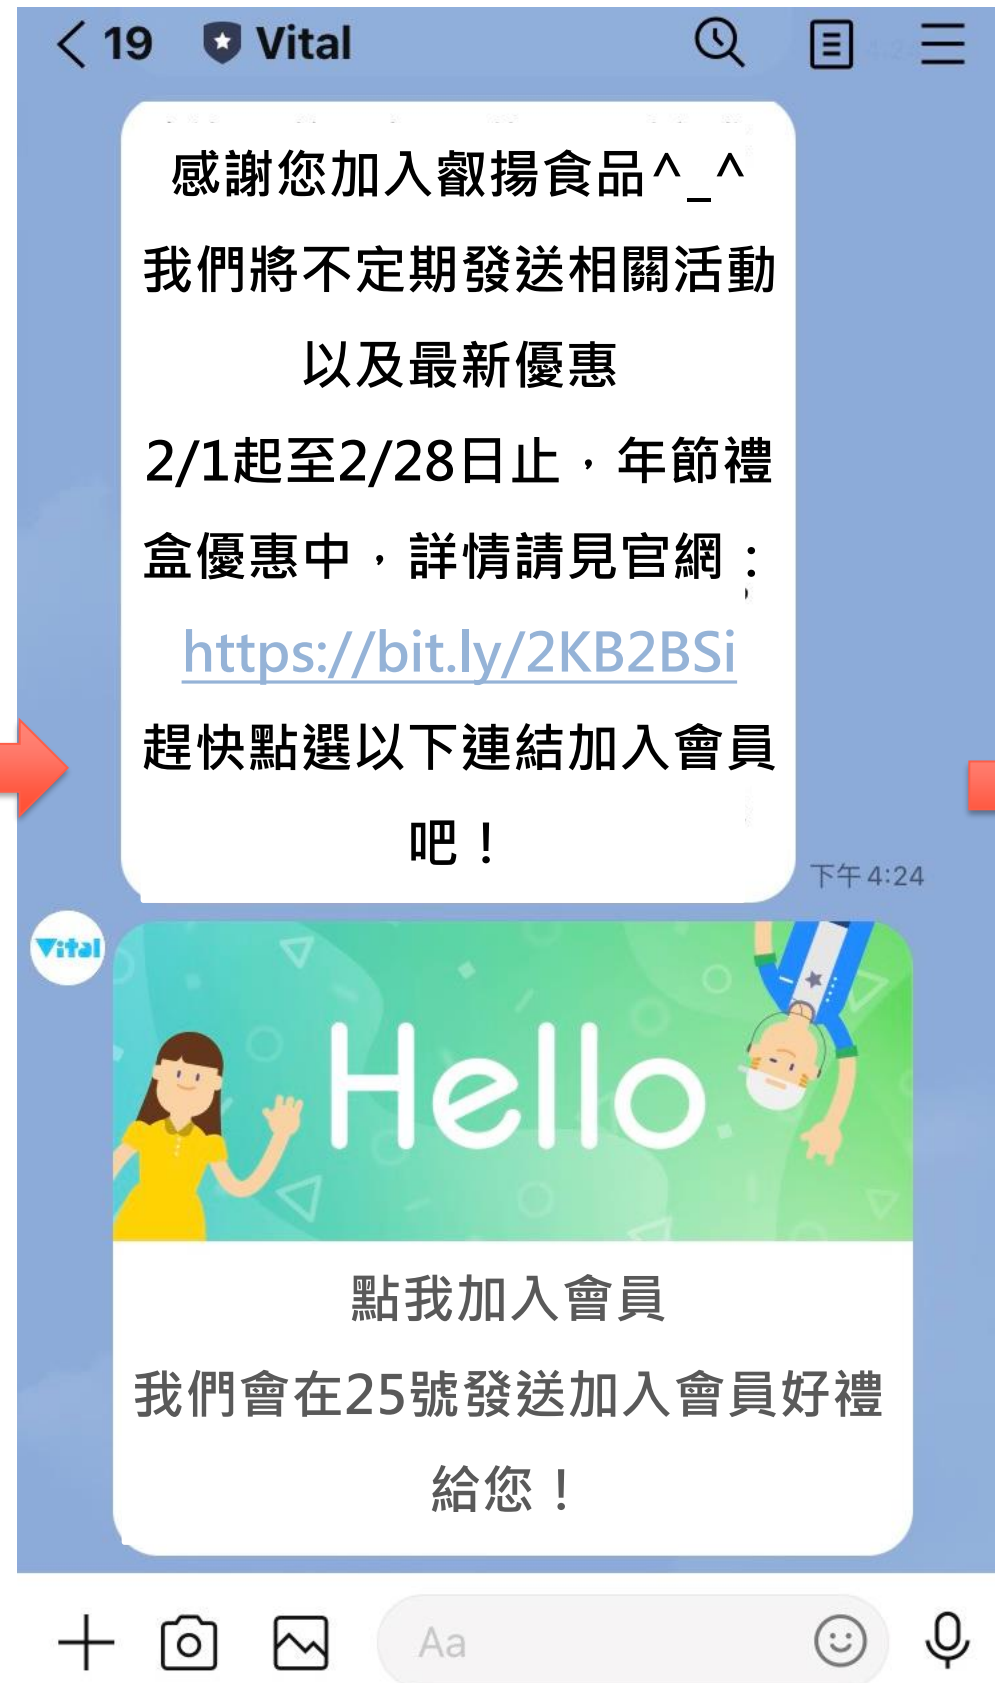 19 Vital
感謝您加入叡揚食品^_^
我們將不定期發送相關活動
以及最新優惠
2/1起至2/28日止，年節禮
盒優惠中，詳情請見官網：
https://bit.ly/2KB2BSi
趕快點選以下連結加入會員
吧！
下午 4:24
Vital
Hello
點我加入會員
我們會在25號發送加入會員好禮
給您！
Aa